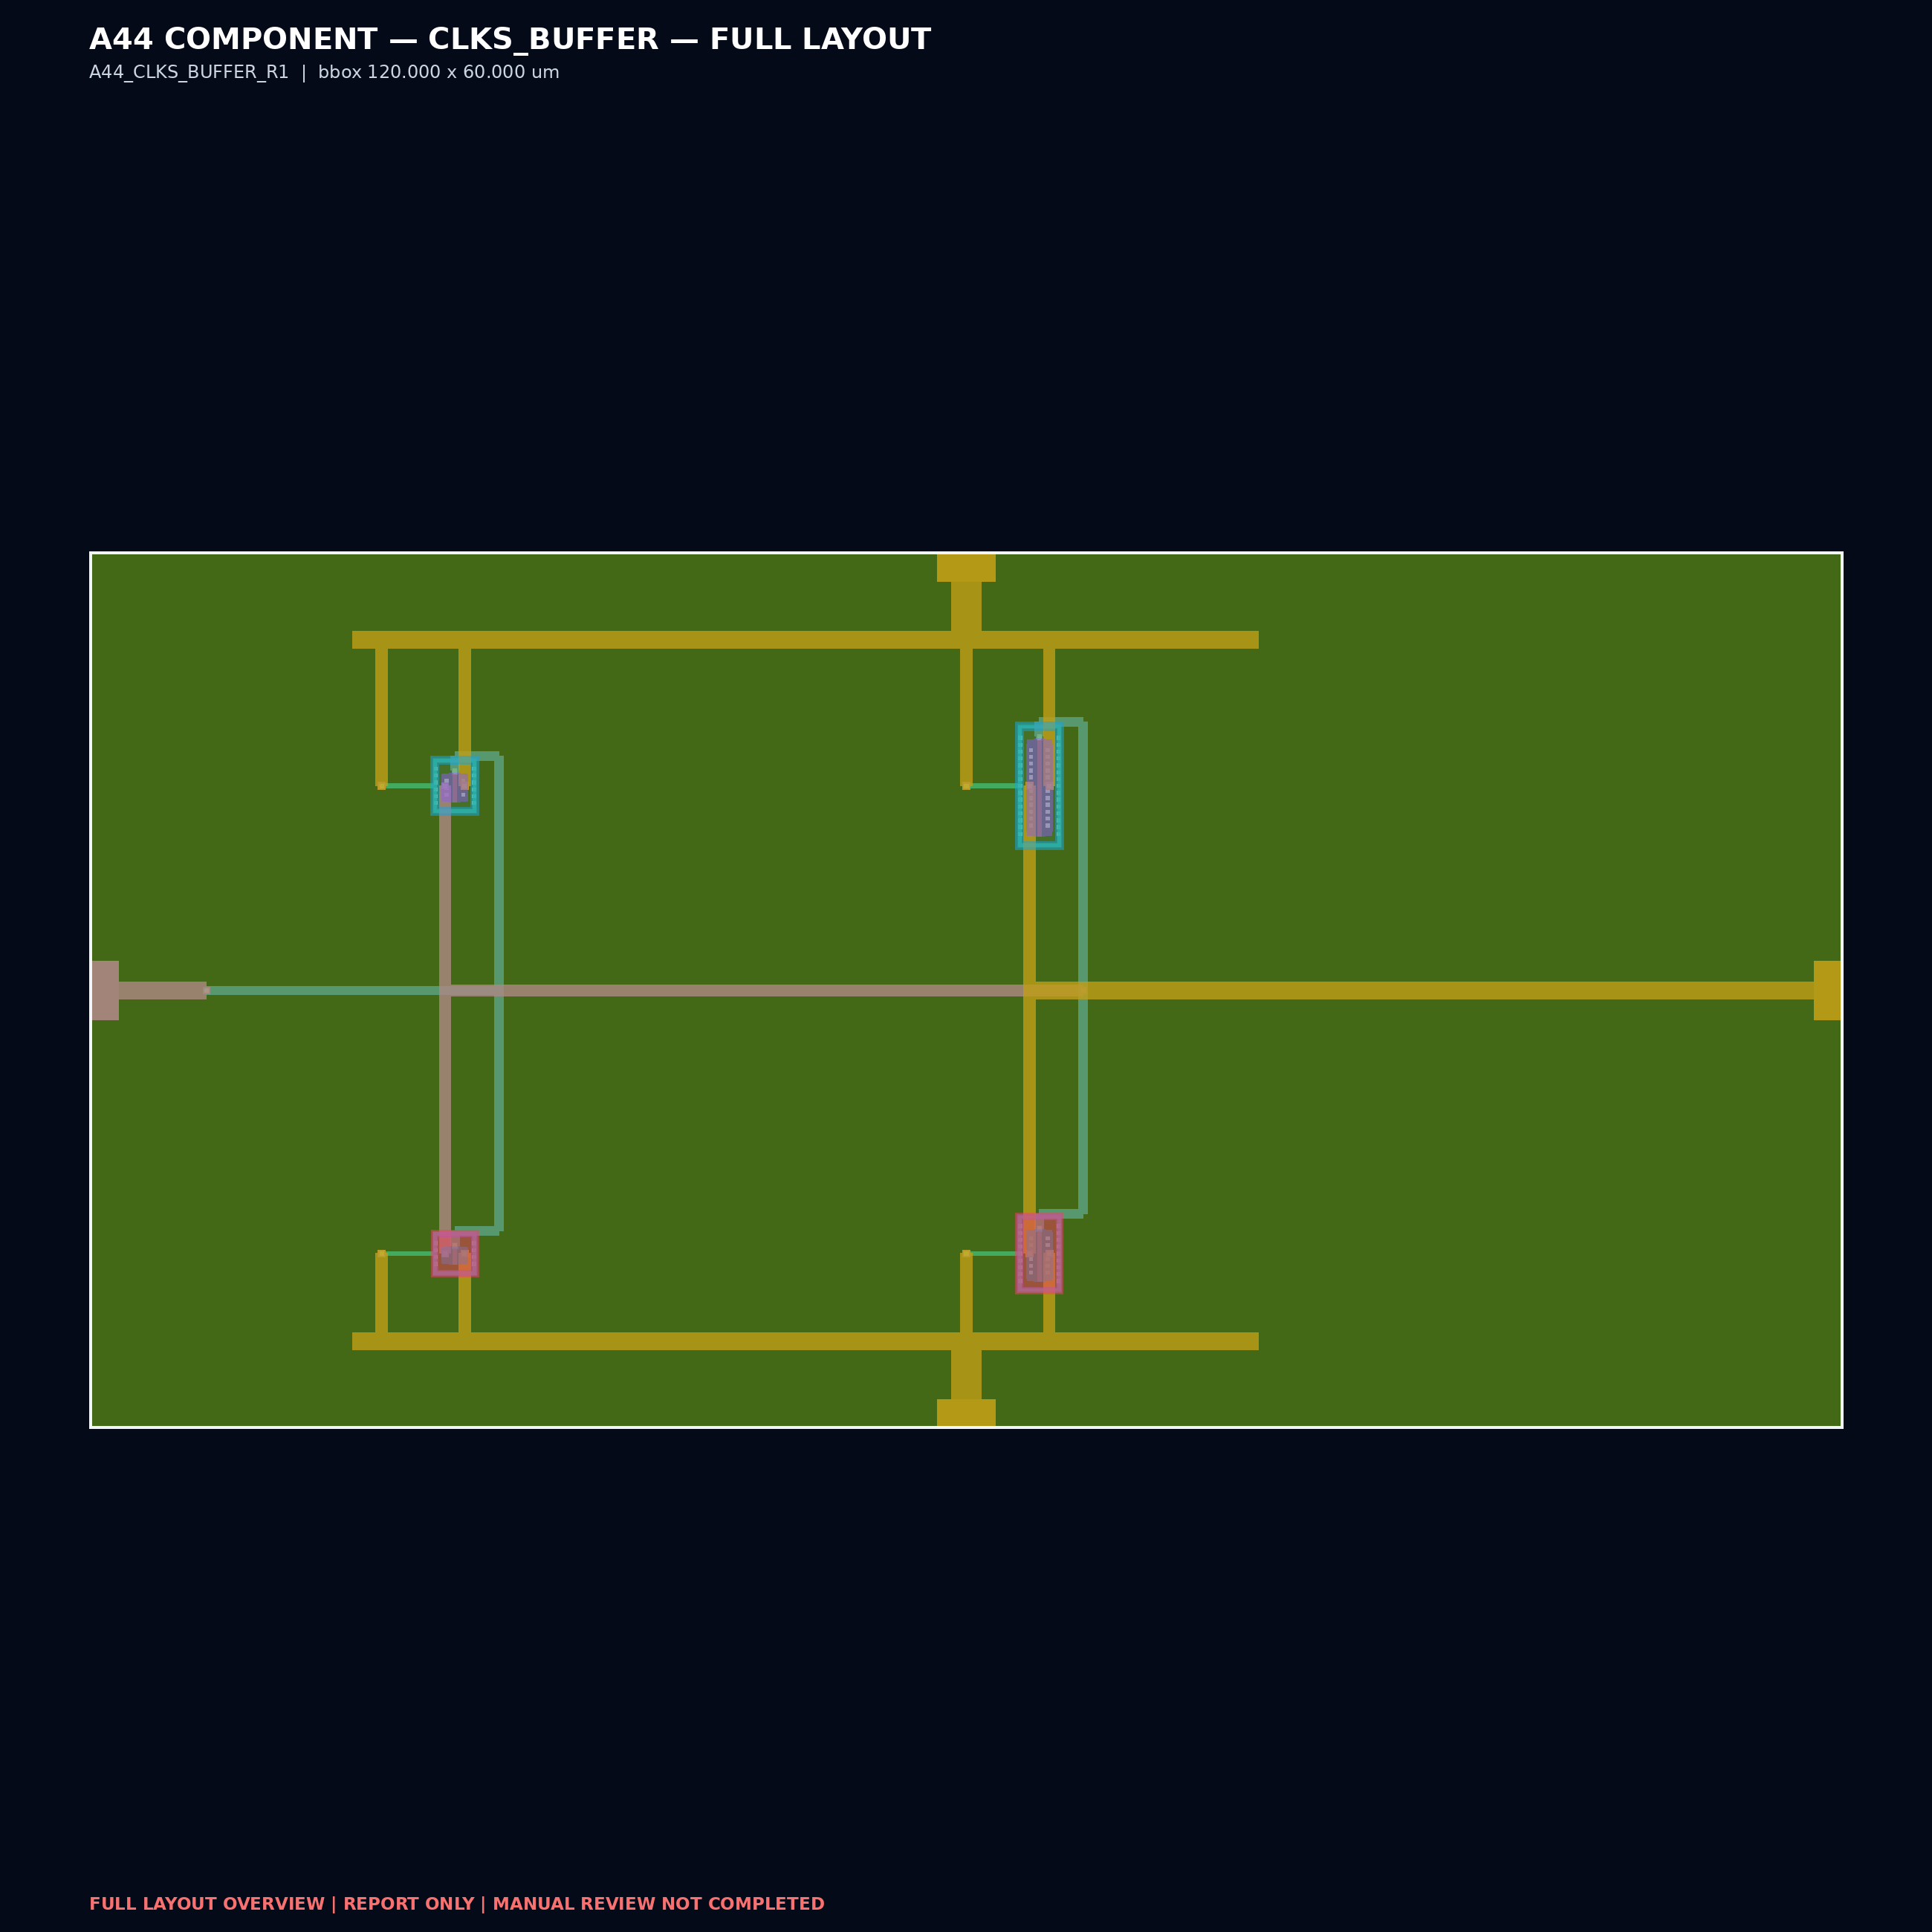 A44 COMPONENT — CLKS_BUFFER — FULL LAYOUT
A44_CLKS_BUFFER_R1 | bbox 120.000 x 60.000 um
FULL LAYOUT OVERVIEW | REPORT ONLY | MANUAL REVIEW NOT COMPLETED